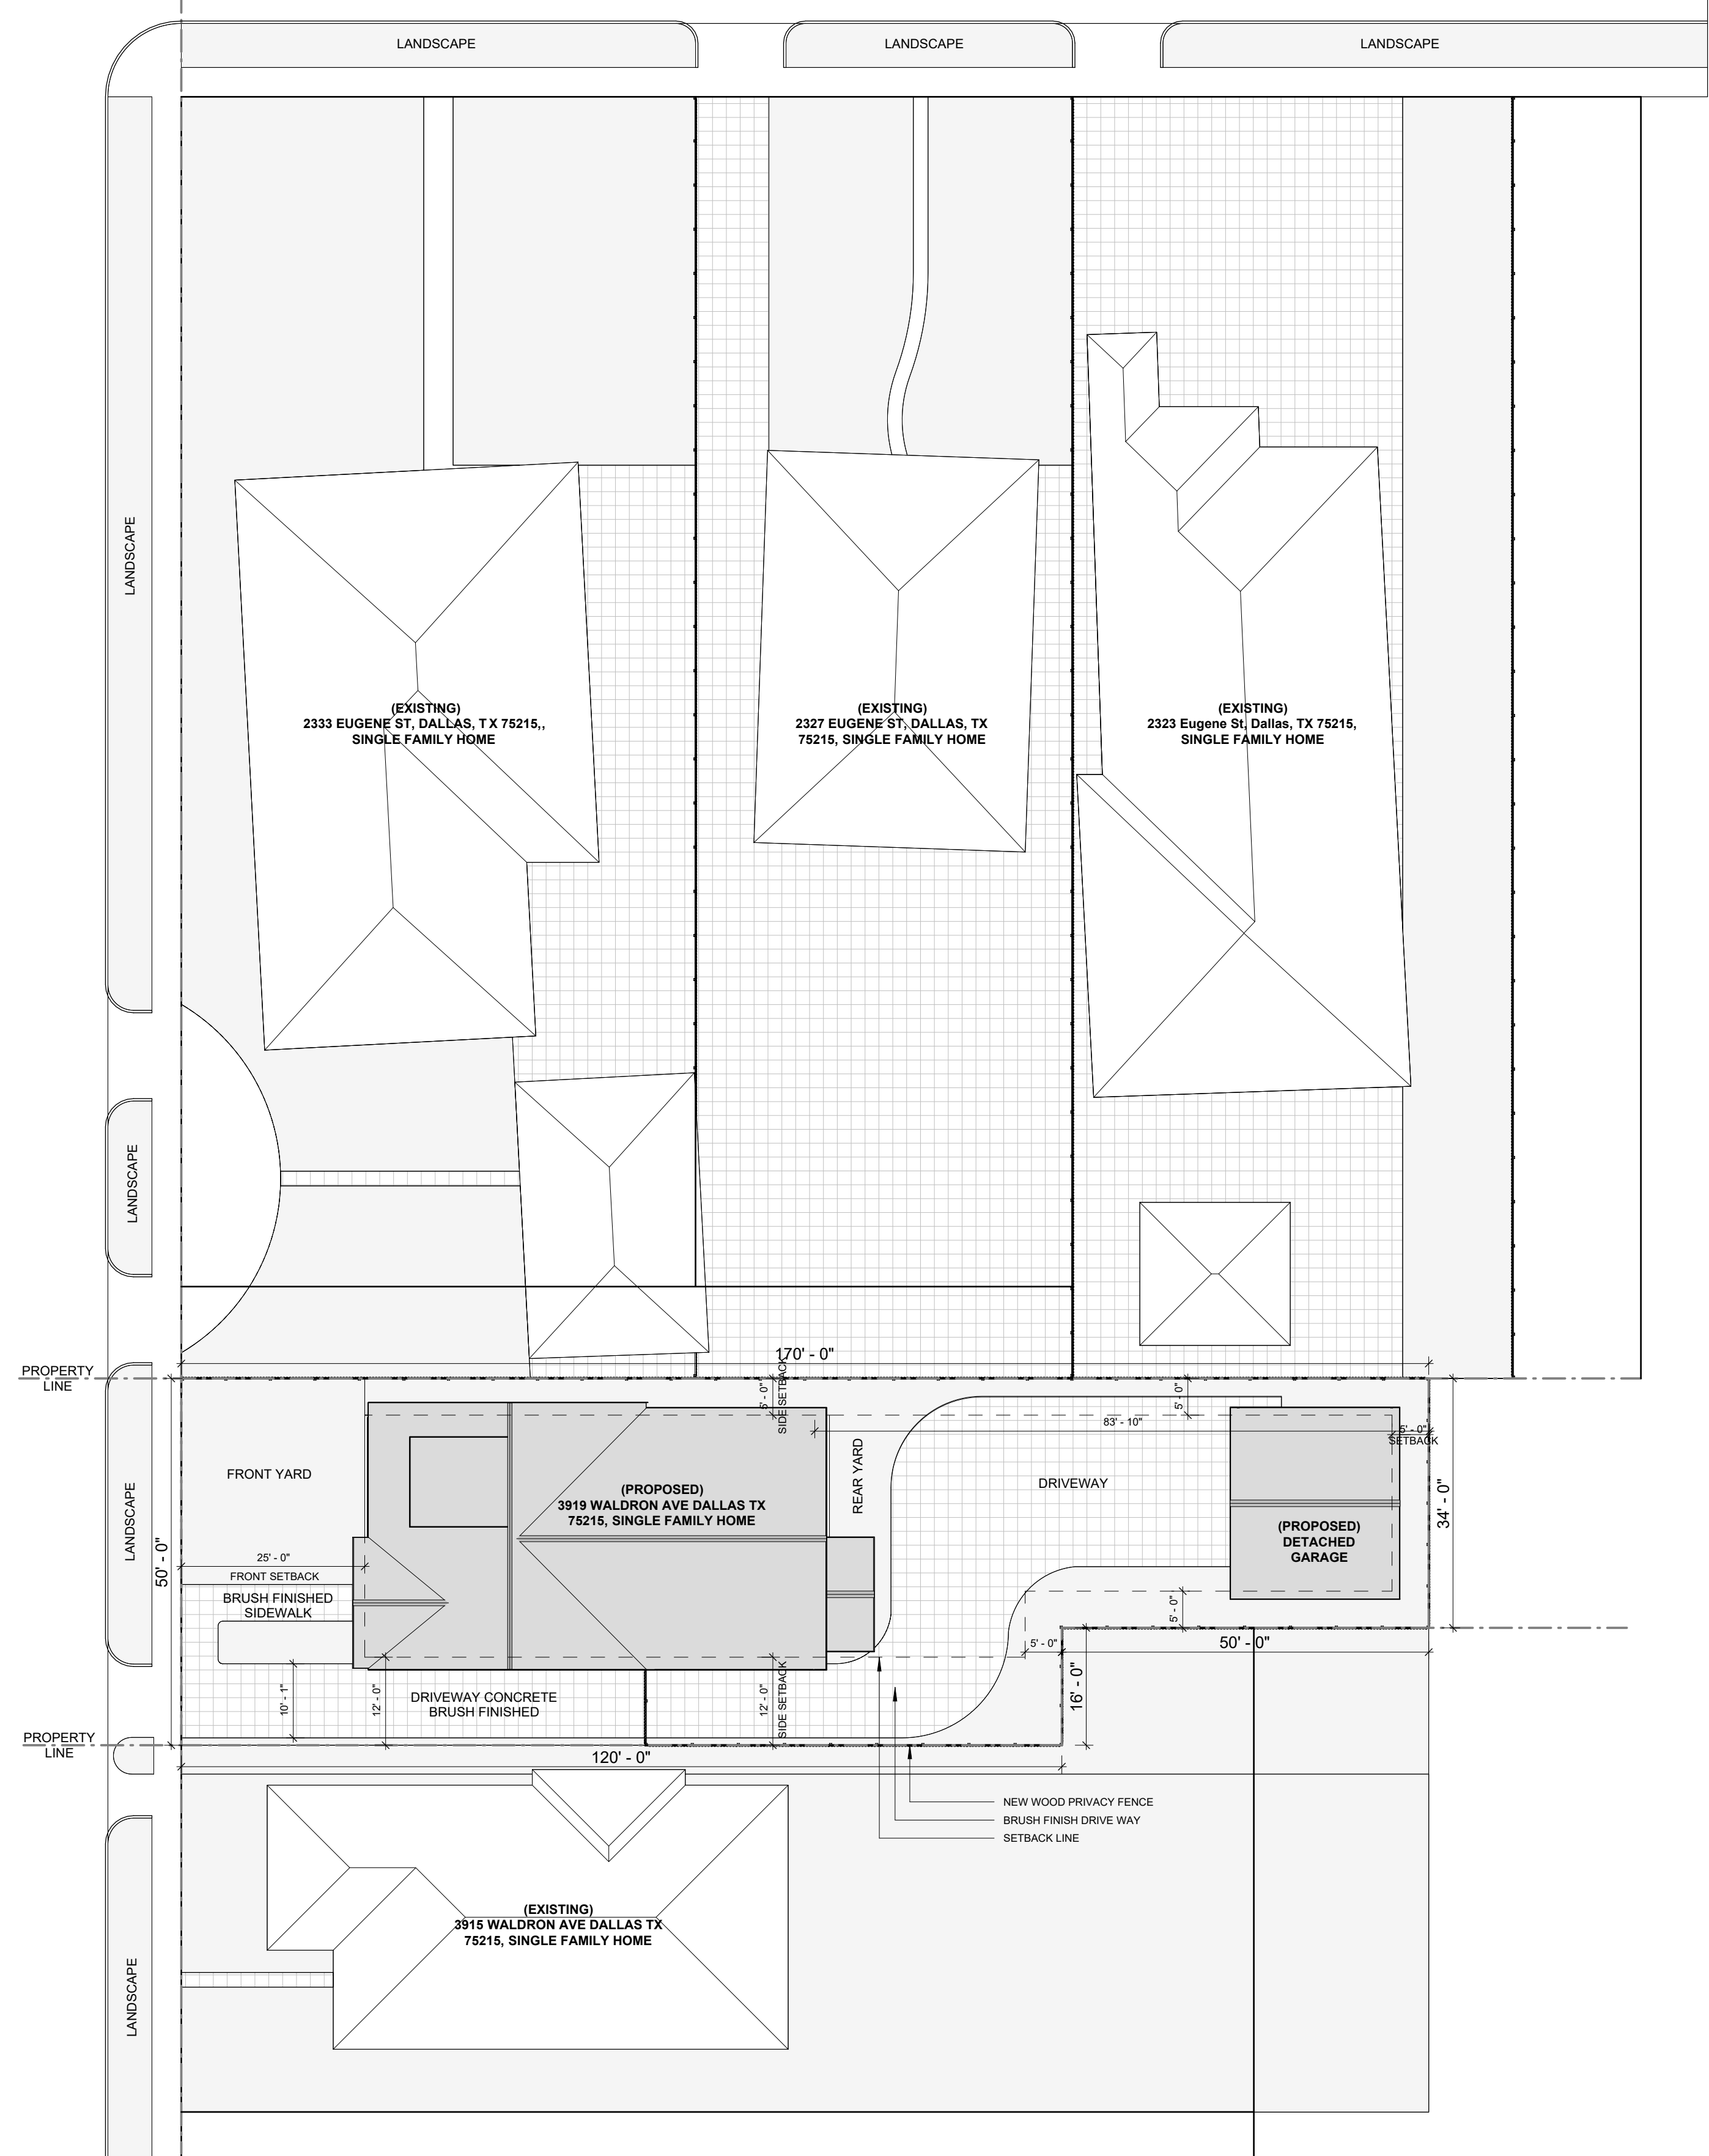 LANDSCAPE
LANDSCAPE
LANDSCAPE
LANDSCAPE
(EXISTING)
2333 EUGENE ST, DALLAS, TX 75215,,
SINGLE FAMILY HOME
(EXISTING)
2327 EUGENE ST, DALLAS, TX
75215, SINGLE FAMILY HOME
(EXISTING)
2323 Eugene St, Dallas, TX 75215,
SINGLE FAMILY HOME
LANDSCAPE
170' - 0"
PROPERTY
LINE
5' - 0"
SIDE SETBACK
5' - 0"
83' - 10"
5' - 0"
SETBACK
LANDSCAPE
50' - 0"
FRONT YARD
(PROPOSED)
3919 WALDRON AVE DALLAS TX
75215, SINGLE FAMILY HOME
REAR YARD
DRIVEWAY
(PROPOSED)
DETACHED
GARAGE
34' - 0"
25' - 0"
FRONT SETBACK
BRUSH FINISHED
SIDEWALK
5' - 0"
5' - 0"
50' - 0"
10' - 1"
12' - 0"
DRIVEWAY CONCRETE
BRUSH FINISHED
12' - 0"
SIDE SETBACK
16' - 0"
PROPERTY
LINE
120' - 0"
NEW WOOD PRIVACY FENCE
BRUSH FINISH DRIVE WAY
SETBACK LINE
(EXISTING)
3915 WALDRON AVE DALLAS TX
75215, SINGLE FAMILY HOME
LANDSCAPE